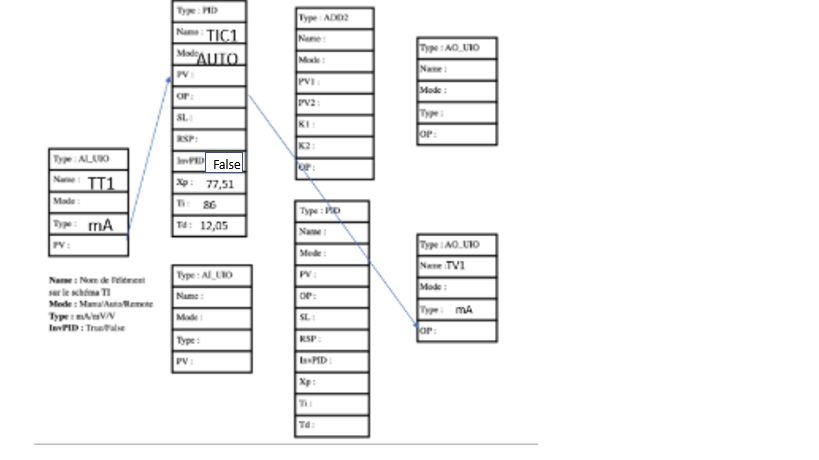 Type : PID
Name : TIC1
Mode : AUTO
PV :
OP :
SL :
RSP :
InvPID False
Xp : 77,51
Ti : 86
Td : 12,05
Type : ADD2
Name :
Mode :
PV1 :
PV2 :
K1 :
K2 :
OP :
Type : AO_UIO
Name :
Mode :
Type :
OP :
Type : AI_UIO
Name : TT1
Mode :
Type : mA
PV :
Name : Nom de l'élément
sur le schéma TI
Mode : Manu/Auto/Remote
Type : mA/mV/V
InvPID : True/False
Type : AI_UIO
Name :
Mode :
Type :
PV :
Type : PID
Name :
Mode :
PV :
OP :
SL :
RSP :
InvPID :
Xp :
Ti :
Td :
Type : AO_UIO
Name : TV1
Mode :
Type : mA
OP :